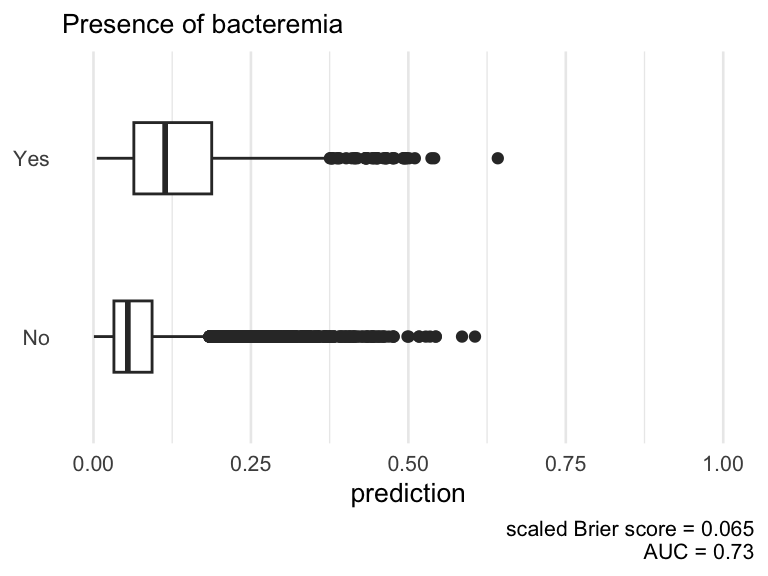 Presence of bacteremia
Yes
No
0.00 0.25 0.50 0.75 1.00
prediction
scaled Brier score = 0.065
AUC = 0.73